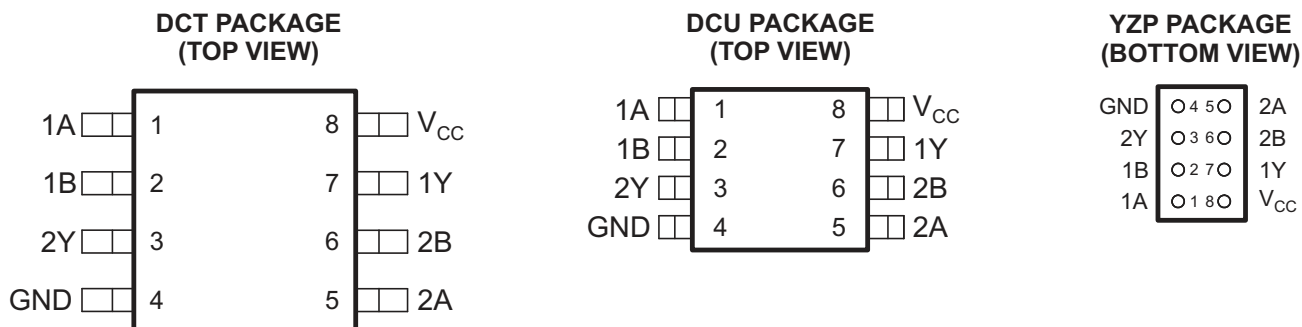 DCT PACKAGE
(TOP VIEW)
1A 1 8 VCC
1B 2 7 1Y
2Y 3 6 2B
GND 4 5 2A
DCU PACKAGE
(TOP VIEW)
1A 1 8 VCC
1B 2 7 1Y
2Y 3 6 2B
GND 4 5 2A
YZP PACKAGE
(BOTTOM VIEW)
GND 4 5 2A
2Y 3 6 2B
1B 2 7 1Y
1A 1 8 VCC